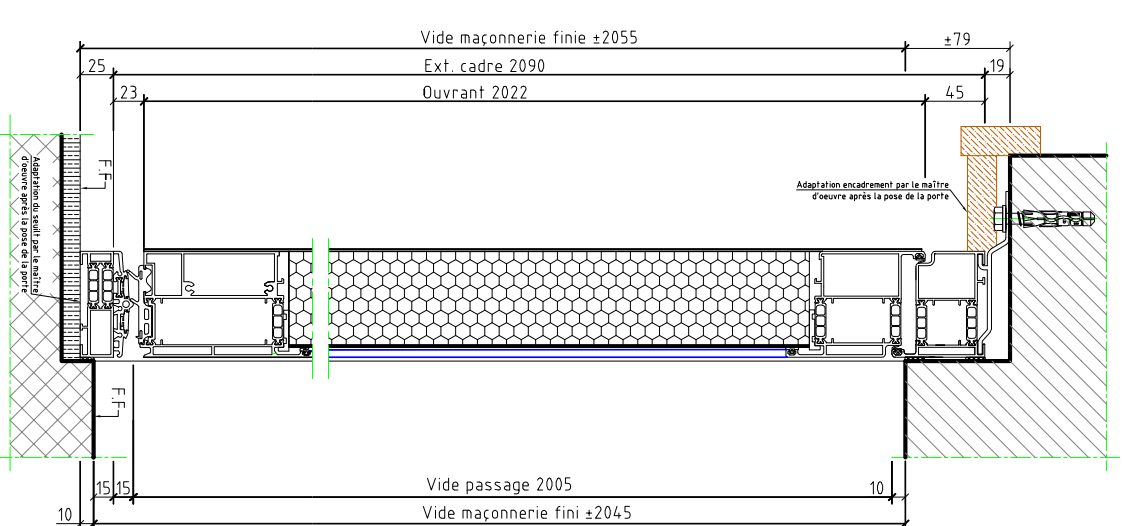 Vide maçonnerie finie ±2055
±79
25
Ext. cadre 2090
19
23
Ouvrant 2022
45
F.F
Adaptation du seuil par le maître
d'oeuvre après la pose de la porte
Adaptation encadrement par le maître
d'oeuvre après la pose de la porte
F.F
15
15
Vide passage 2005
10
10
Vide maçonnerie fini ±2045